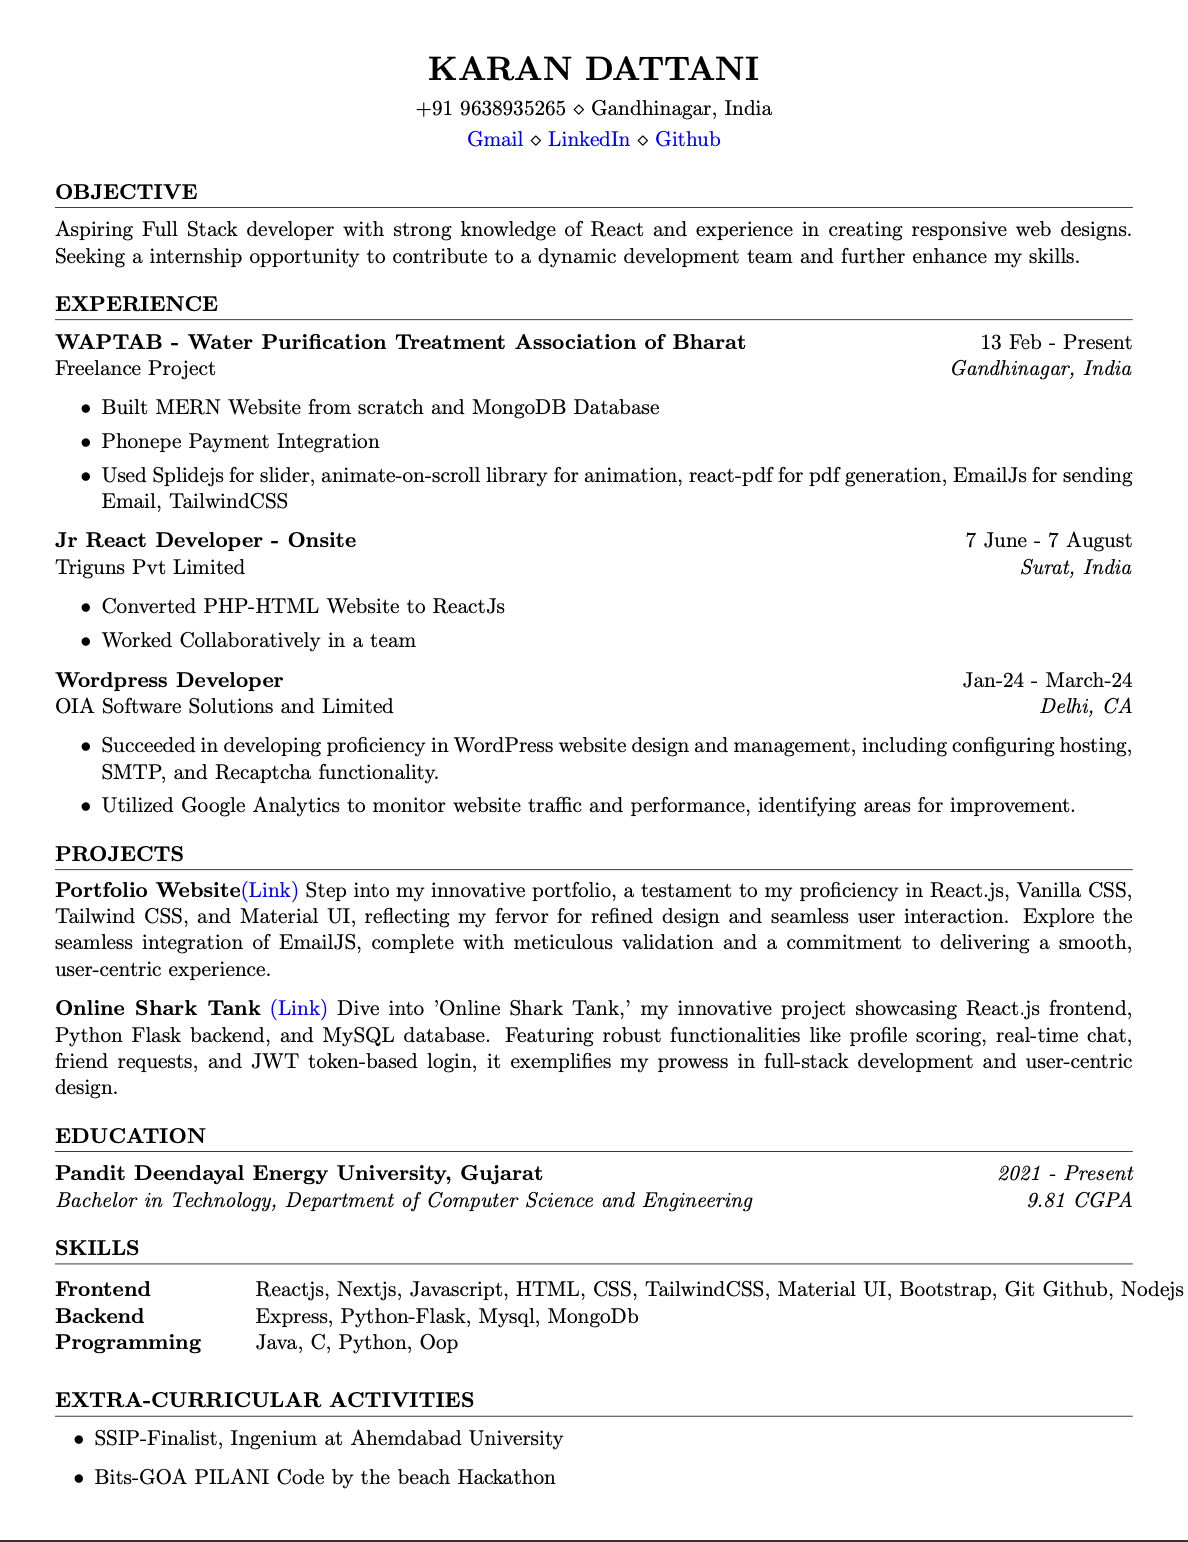 KARAN DATTANI
+91 9638935265 ⋄ Gandhinagar, India
Gmail ⋄ LinkedIn ⋄ Github
OBJECTIVE
Aspiring Full Stack developer with strong knowledge of React and experience in creating responsive web designs.
Seeking a internship opportunity to contribute to a dynamic development team and further enhance my skills.
EXPERIENCE
WAPTAB - Water Purification Treatment Association of Bharat 13 Feb - Present
Freelance Project Gandhinagar, India
• Built MERN Website from scratch and MongoDB Database
• Phonepe Payment Integration
• Used Splidejs for slider, animate-on-scroll library for animation, react-pdf for pdf generation, EmailJs for sending
Email, TailwindCSS
Jr React Developer - Onsite 7 June - 7 August
Triguns Pvt Limited Surat, India
• Converted PHP-HTML Website to ReactJs
• Worked Collaboratively in a team
Wordpress Developer Jan-24 - March-24
OIA Software Solutions and Limited Delhi, CA
• Succeeded in developing proficiency in WordPress website design and management, including configuring hosting,
SMTP, and Recaptcha functionality.
• Utilized Google Analytics to monitor website traffic and performance, identifying areas for improvement.
PROJECTS
Portfolio Website(Link) Step into my innovative portfolio, a testament to my proficiency in React.js, Vanilla CSS,
Tailwind CSS, and Material UI, reflecting my fervor for refined design and seamless user interaction. Explore the
seamless integration of EmailJS, complete with meticulous validation and a commitment to delivering a smooth,
user-centric experience.
Online Shark Tank (Link) Dive into ’Online Shark Tank,’ my innovative project showcasing React.js frontend,
Python Flask backend, and MySQL database. Featuring robust functionalities like profile scoring, real-time chat,
friend requests, and JWT token-based login, it exemplifies my prowess in full-stack development and user-centric
design.
EDUCATION
Pandit Deendayal Energy University, Gujarat 2021 - Present
Bachelor in Technology, Department of Computer Science and Engineering 9.81 CGPA
SKILLS
Frontend Reactjs, Nextjs, Javascript, HTML, CSS, TailwindCSS, Material UI, Bootstrap, Git Github, Nodejs
Backend Express, Python-Flask, Mysql, MongoDb
Programming Java, C, Python, Oop
EXTRA-CURRICULAR ACTIVITIES
• SSIP-Finalist, Ingenium at Ahemdabad University
• Bits-GOA PILANI Code by the beach Hackathon